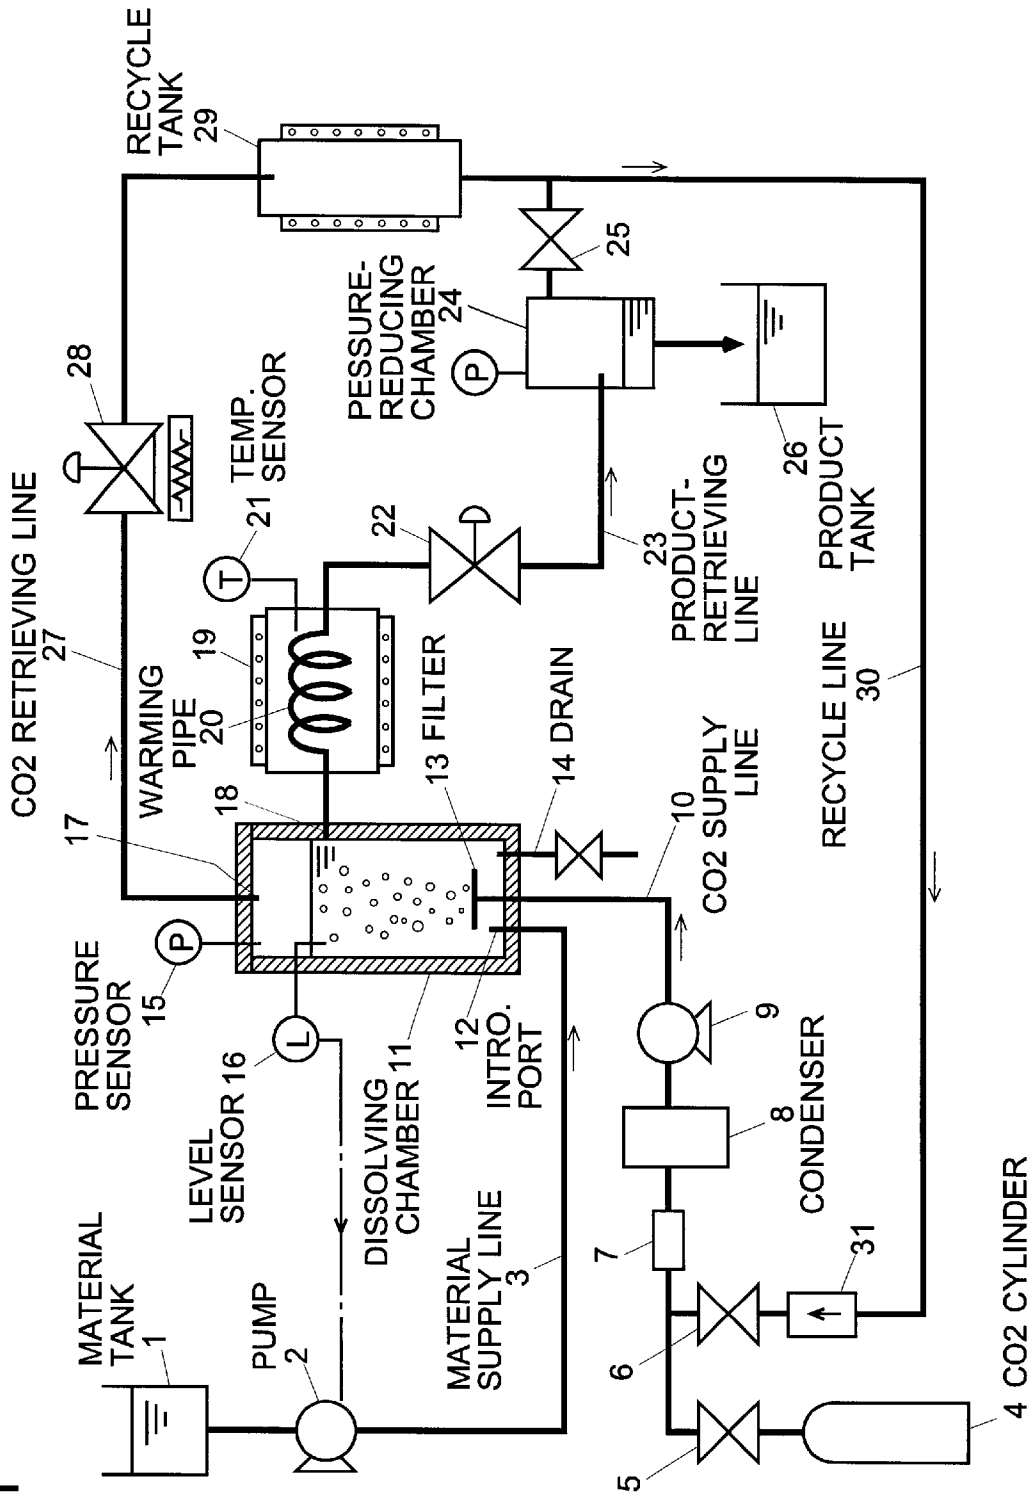 CO2 RETRIEVING LINE
27
28
RECYCLE
TANK
29
PRESSURE
SENSOR
15
P
17
WARMING
PIPE
20
19
T
21
TEMP.
SENSOR
MATERIAL
TANK
1
LEVEL
SENSOR 16
L
18
22
PESSURE-
REDUCING
CHAMBER
24
P
25
PUMP
2
DISSOLVING
CHAMBER 11
13 FILTER
14 DRAIN
12
INTRO.
PORT
MATERIAL
SUPPLY LINE
3
23
PRODUCT-
RETRIEVING
LINE
26
PRODUCT
TANK
10
CO2 SUPPLY
LINE
5
6
7
8
CONDENSER
9
RECYCLE LINE
30
31
4 CO2 CYLINDER